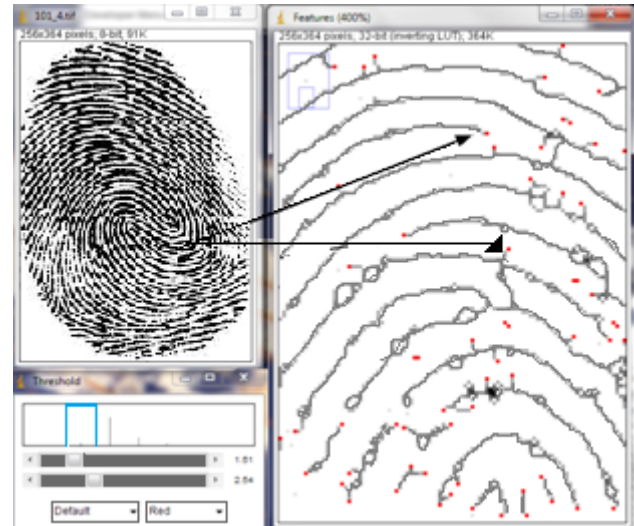 101_4.tif
256x364 pixels; 8-bit; 91K
Features (400%)
256x364 pixels; 32-bit (inverting LUT); 364K
Threshold
1.51
2.54
Default
Red